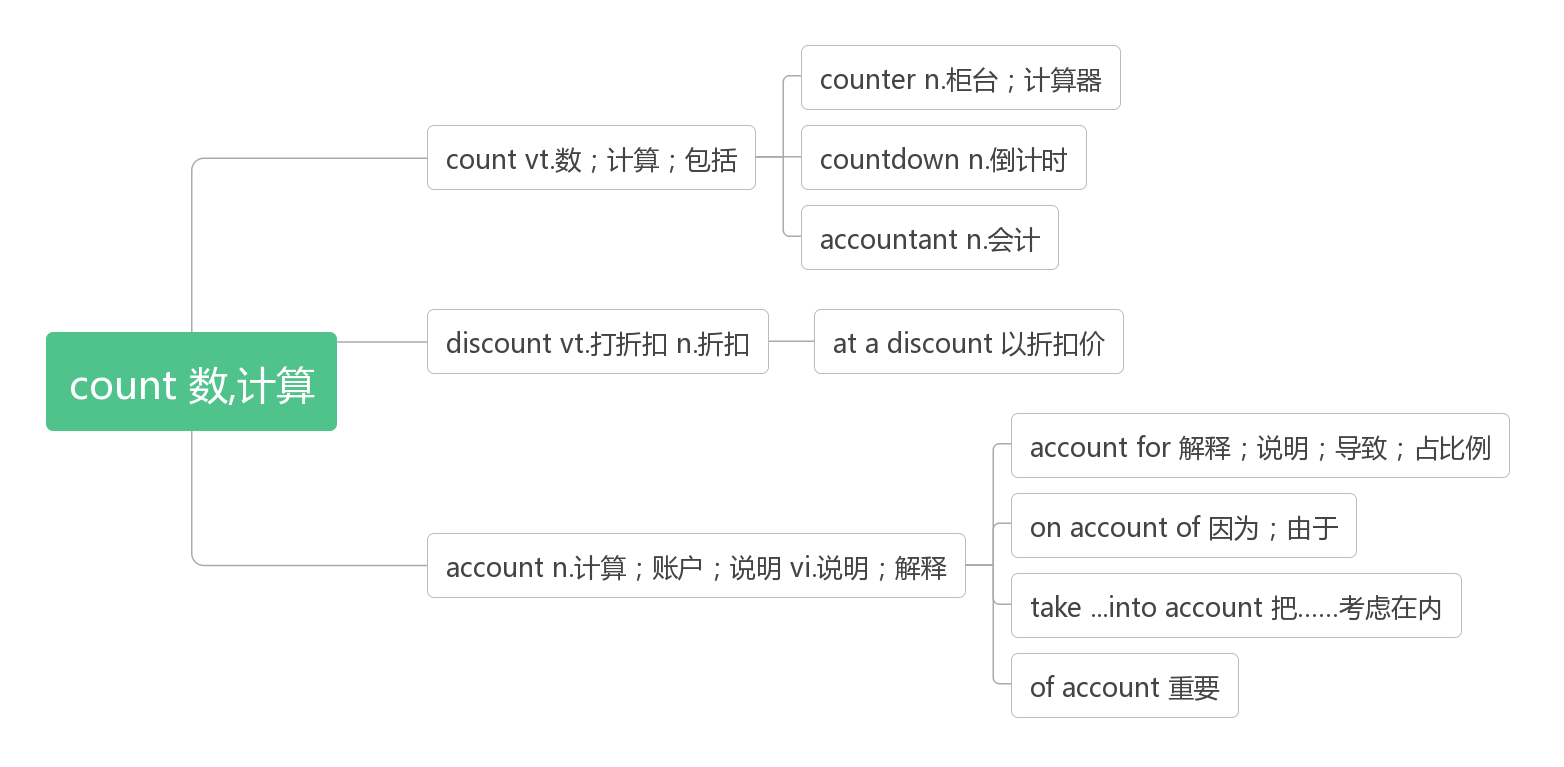 count 数,计算
count vt.数；计算；包括
counter n.柜台；计算器
countdown n.倒计时
accountant n.会计
discount vt.打折扣 n.折扣
at a discount 以折扣价
account n.计算；账户；说明 vi.说明；解释
account for 解释；说明；导致；占比例
on account of 因为；由于
take ...into account 把……考虑在内
of account 重要